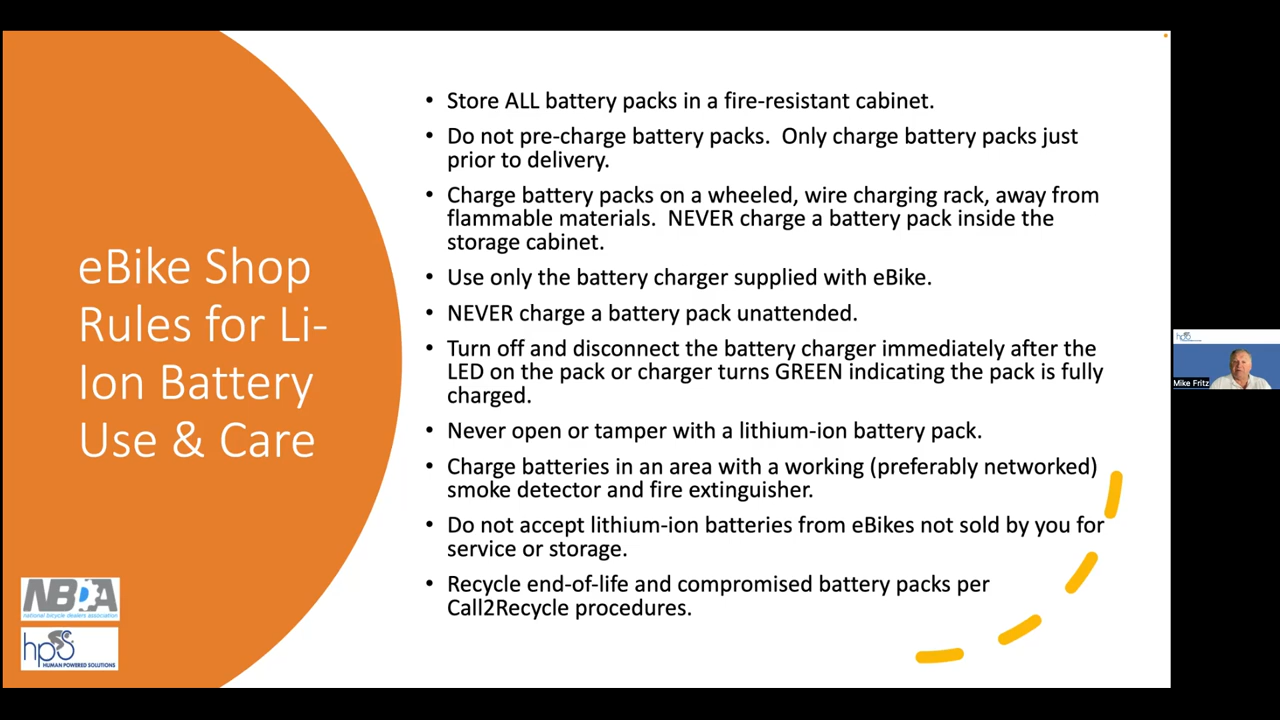 eBike Shop
Rules for Li-
Ion Battery
Use & Care
• Store ALL battery packs in a fire-resistant cabinet.
• Do not pre-charge battery packs.  Only charge battery packs just
prior to delivery.
• Charge battery packs on a wheeled, wire charging rack, away from
flammable materials.  NEVER charge a battery pack inside the
storage cabinet.
• Use only the battery charger supplied with eBike.
• NEVER charge a battery pack unattended.
• Turn off and disconnect the battery charger immediately after the
LED on the pack or charger turns GREEN indicating the pack is fully
charged.
• Never open or tamper with a lithium-ion battery pack.
• Charge batteries in an area with a working (preferably networked)
smoke detector and fire extinguisher.
• Do not accept lithium-ion batteries from eBikes not sold by you for
service or storage.
• Recycle end-of-life and compromised battery packs per
Call2Recycle procedures.
NBDA
national bicycle dealers association
hps
HUMAN POWERED SOLUTIONS
hps
Mike Fritz